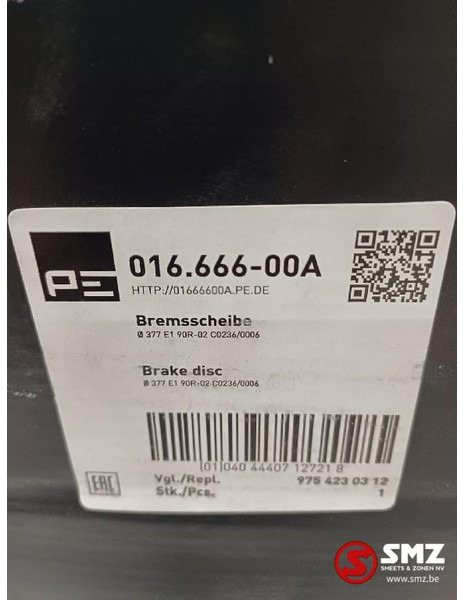 PE
016.666-00A
HTTP://01666600A.PE.DE
Bremsscheibe
Ø 377 E1 90R-02 C0236/0006
Brake disc
Ø 377 E1 90R-02 C0236/0006
(01)040 44407 12721 8
EAC
Vgl./Repl. 975 423 03 12
Stk./Pcs. 1
SMZ
SMEETS & ZONEN NV
www.smz.be